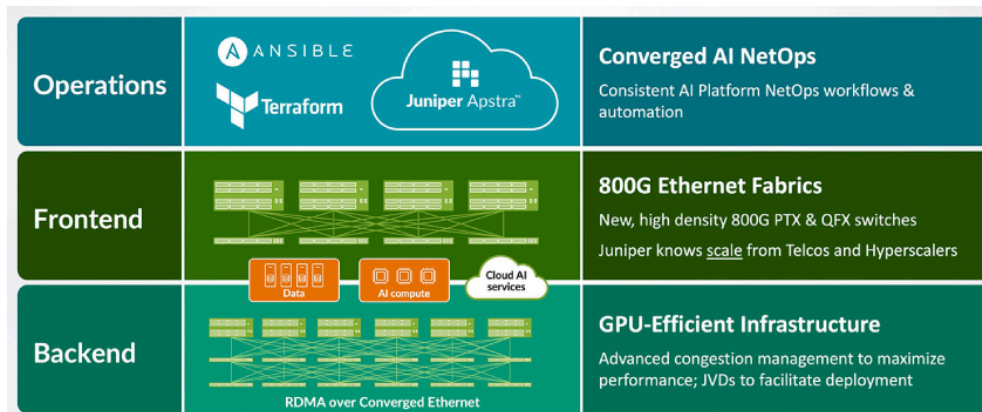 Operations
ANSIBLE
Terraform
Juniper Apstra™
Converged AI NetOps
Consistent AI Platform NetOps workflows &
automation
Frontend
800G Ethernet Fabrics
New, high density 800G PTX & QFX switches
Juniper knows scale from Telcos and Hyperscalers
Data
AI compute
Cloud AI
services
Backend
RDMA over Converged Ethernet
GPU-Efficient Infrastructure
Advanced congestion management to maximize
performance; JVDs to facilitate deployment